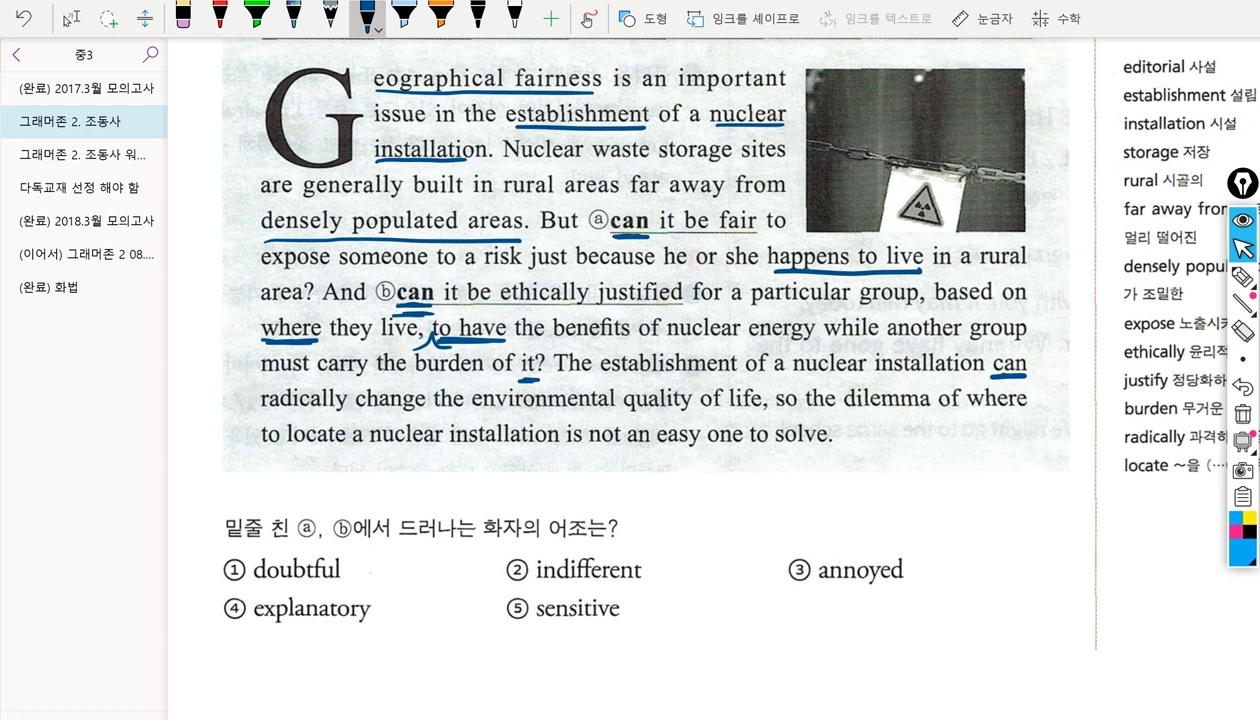 도형
잉크를 셰이프로
잉크를 텍스트로
눈금자
수학
중3
(완료) 2017.3월 모의고사
그래머존 2. 조동사
그래머존 2. 조동사 워...
다독교재 선정 해야 함
(완료) 2018.3월 모의고사
(이어서) 그래머존 2 08....
(완료) 화법
Geographical fairness is an important
issue in the establishment of a nuclear
installation. Nuclear waste storage sites
are generally built in rural areas far away from
densely populated areas. But ⓐcan it be fair to
expose someone to a risk just because he or she happens to live in a rural
area? And ⓑcan it be ethically justified for a particular group, based on
where they live, to have the benefits of nuclear energy while another group
must carry the burden of it? The establishment of a nuclear installation can
radically change the environmental quality of life, so the dilemma of where
to locate a nuclear installation is not an easy one to solve.
밑줄 친 ⓐ, ⓑ에서 드러나는 화자의 어조는?
① doubtful ② indifferent ③ annoyed
④ explanatory ⑤ sensitive
editorial 사설
establishment 설립
installation 시설
storage 저장
rural 시골의
far away from
멀리 떨어진
densely popul
가 조밀한
expose 노출시키
ethically 윤리적
justify 정당화하
burden 무거운
radically 과격하
locate ~을 (…